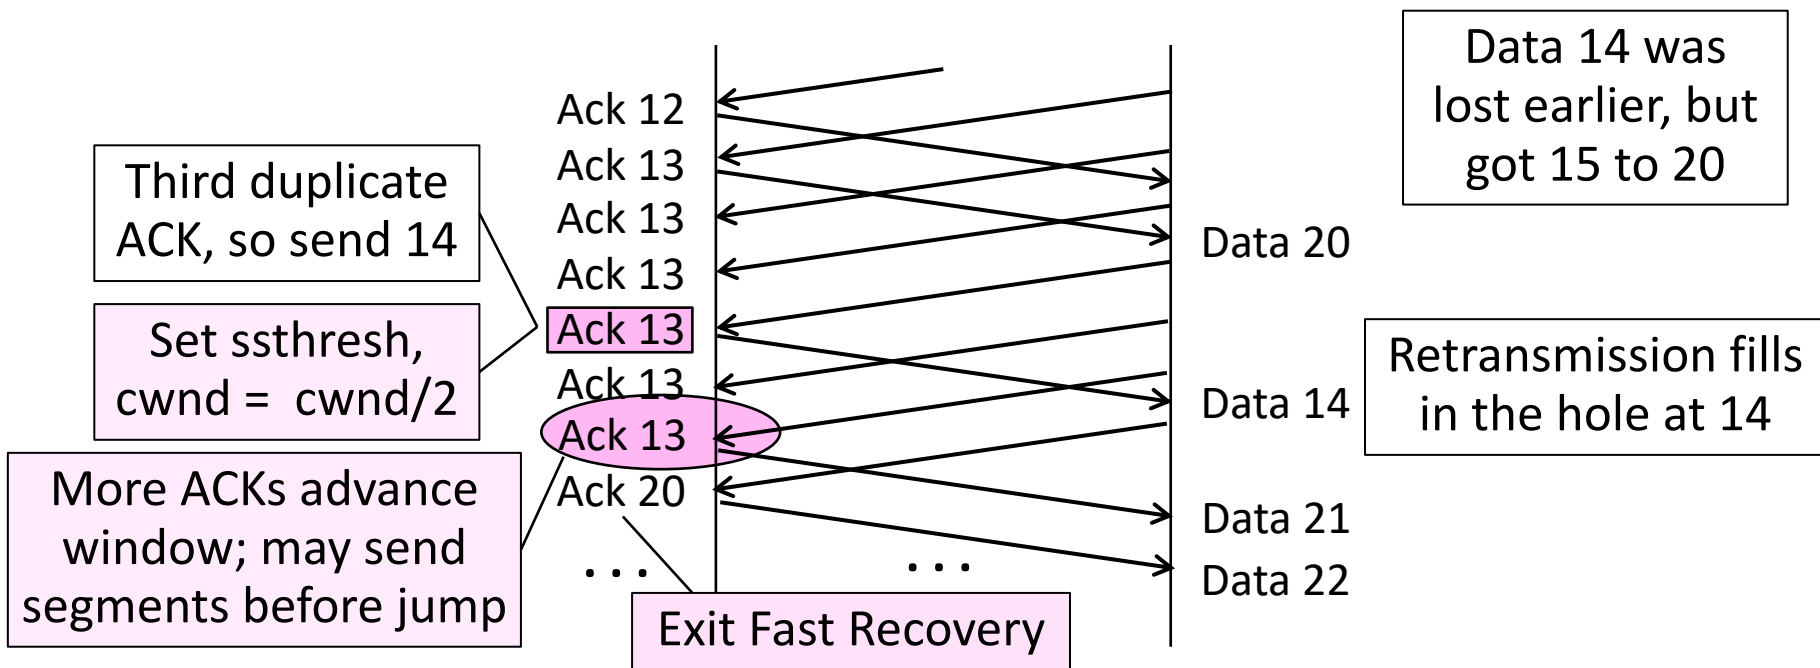 Data 14 was
lost earlier, but
got 15 to 20
Third duplicate
ACK, so send 14
Set ssthresh,
cwnd = cwnd/2
More ACKs advance
window; may send
segments before jump
Ack 12
Ack 13
Ack 13
Ack 13
Ack 13
Ack 13
Ack 13
Ack 20
. . .
. . .
Exit Fast Recovery
Data 20
Data 14
Data 21
Data 22
Retransmission fills
in the hole at 14